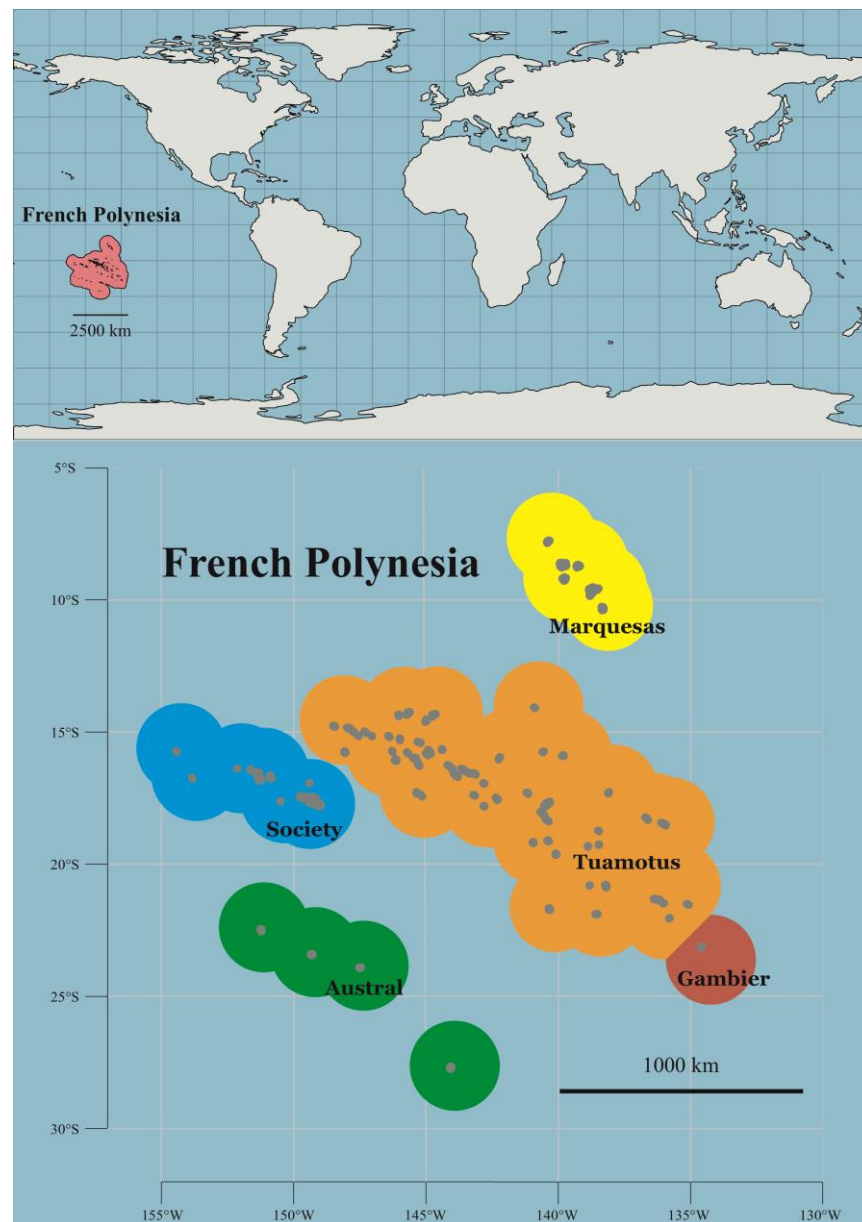 French Polynesia
2500 km
5°S
French Polynesia
10°S
Marquesas
15°S
Society
Tuamotus
20°S
Gambier
Austral
25°S
1000 km
30°S
155°W 150°W 145°W 140°W 135°W 130°W